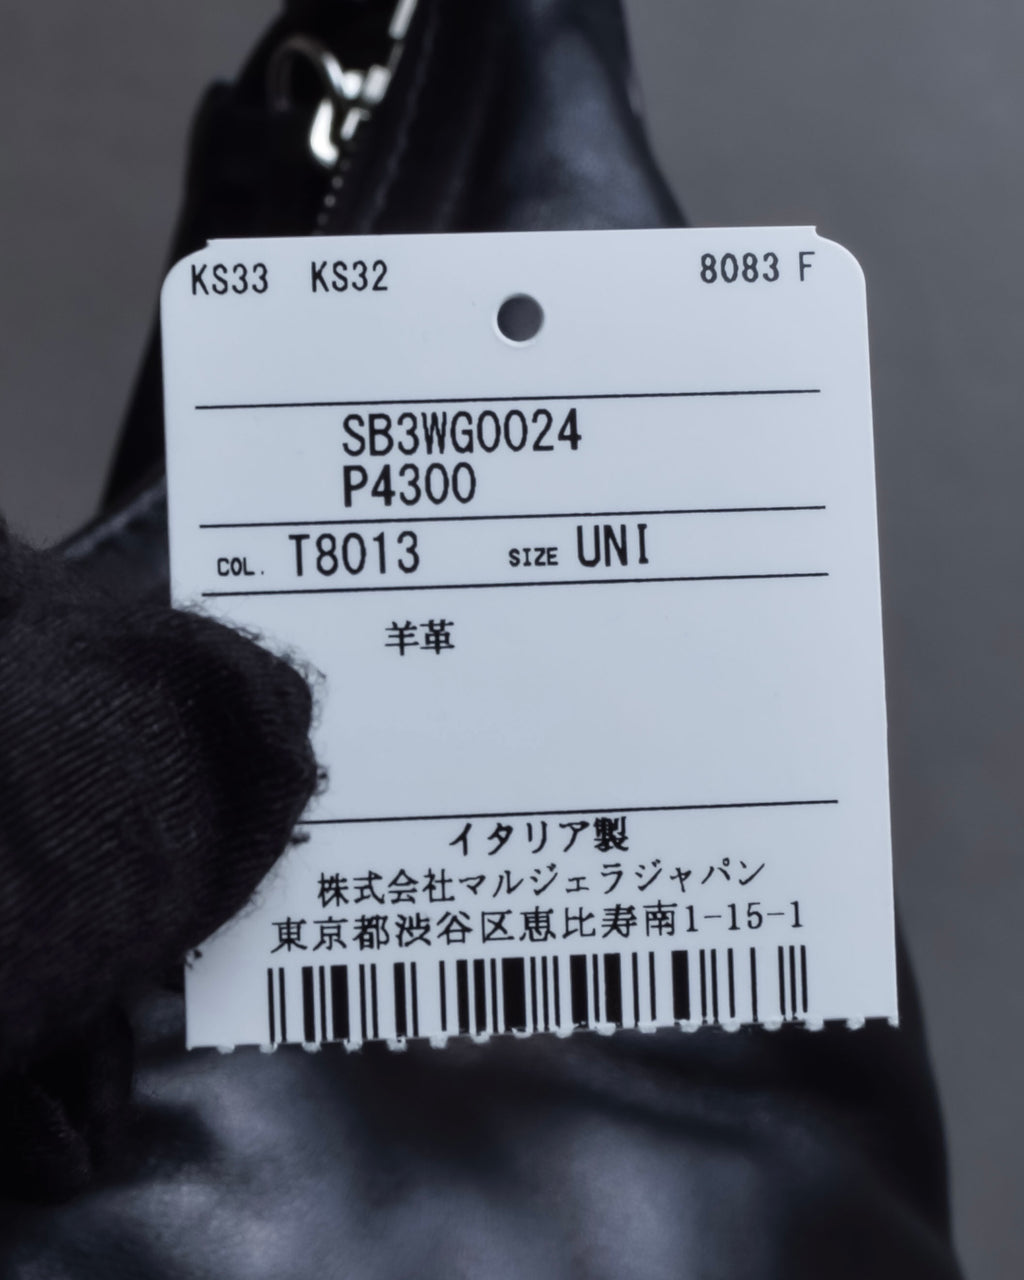 KS33 KS32 8083 F
SB3WG0024
P4300
COL. T8013 SIZE UNI
羊革
イタリア製
株式会社マルジェラジャパン
東京都渋谷区恵比寿南1-15-1